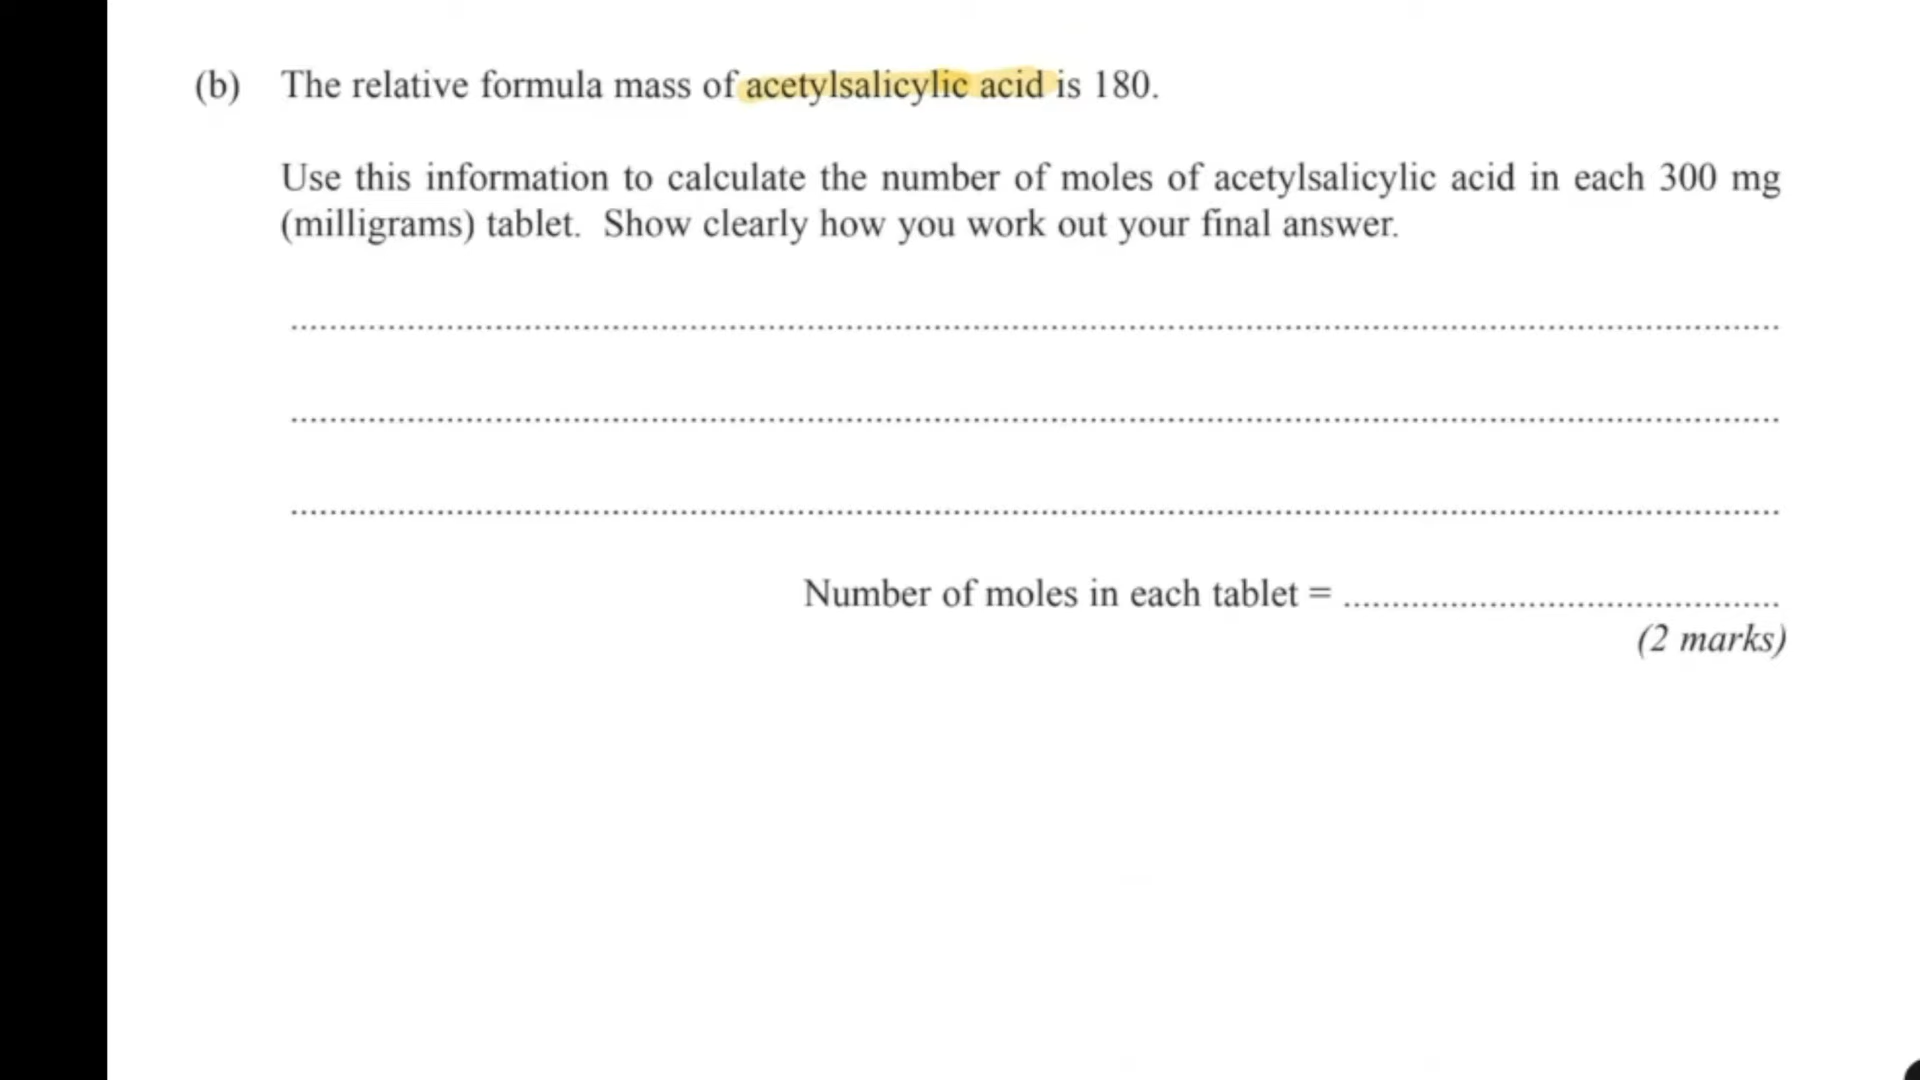 (b) The relative formula mass of acetylsalicylic acid is 180.
Use this information to calculate the number of moles of acetylsalicylic acid in each 300 mg
(milligrams) tablet. Show clearly how you work out your final answer.
Number of moles in each tablet = ............................................
(2 marks)